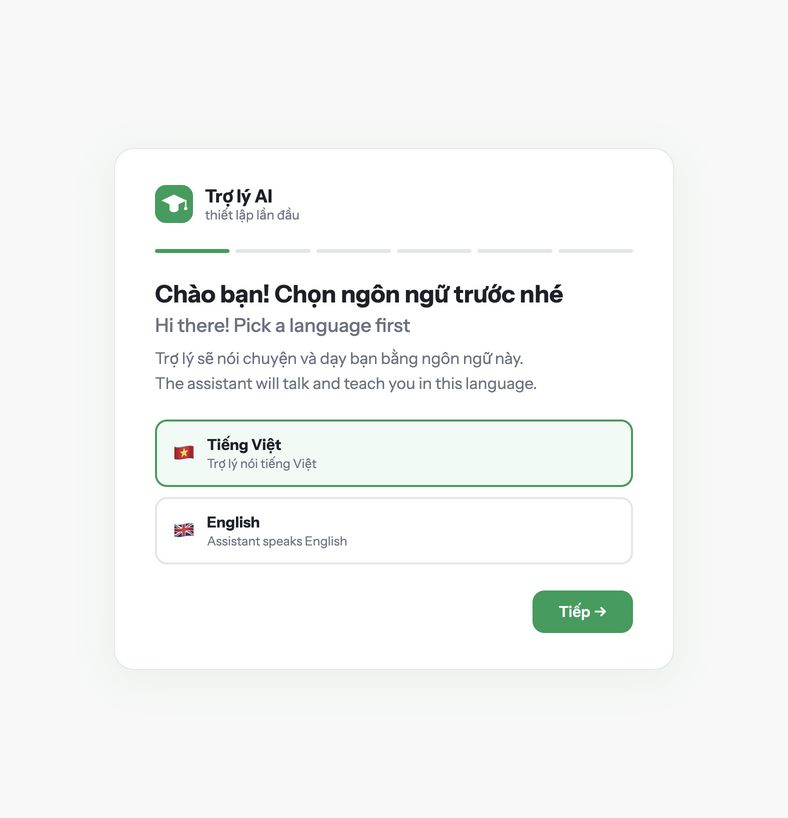 Trợ lý AI
thiết lập lần đầu
Chào bạn! Chọn ngôn ngữ trước nhé
Hi there! Pick a language first
Trợ lý sẽ nói chuyện và dạy bạn bằng ngôn ngữ này.
The assistant will talk and teach you in this language.
Tiếng Việt
Trợ lý nói tiếng Việt
English
Assistant speaks English
Tiếp →